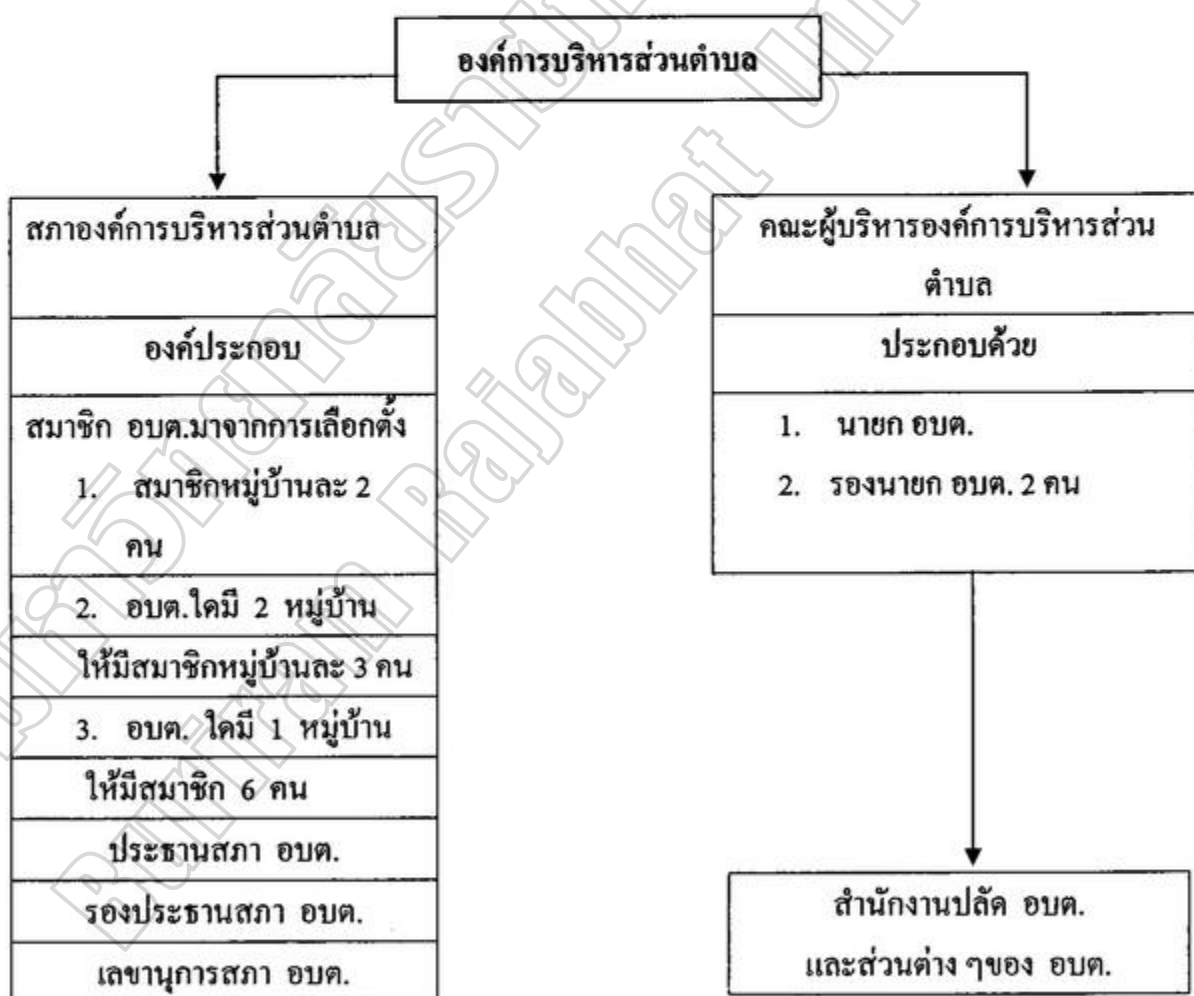 องค์การบริหารส่วนตำบล
สภาองค์การบริหารส่วนตำบล
องค์ประกอบ
สมาชิก อบต.มาจากการเลือกตั้ง
1. สมาชิกหมู่บ้านละ 2
คน
2. อบต.ใดมี 2 หมู่บ้าน
ให้มีสมาชิกหมู่บ้านละ 3 คน
3. อบต. ใดมี 1 หมู่บ้าน
ให้มีสมาชิก 6 คน
ประธานสภา อบต.
รองประธานสภา อบต.
เลขานุการสภา อบต.
คณะผู้บริหารองค์การบริหารส่วน
ตำบล
ประกอบด้วย
1. นายก อบต.
2. รองนายก อบต. 2 คน
สำนักงานปลัด อบต.
และส่วนต่าง ๆของ อบต.
Buriram Rajabhat